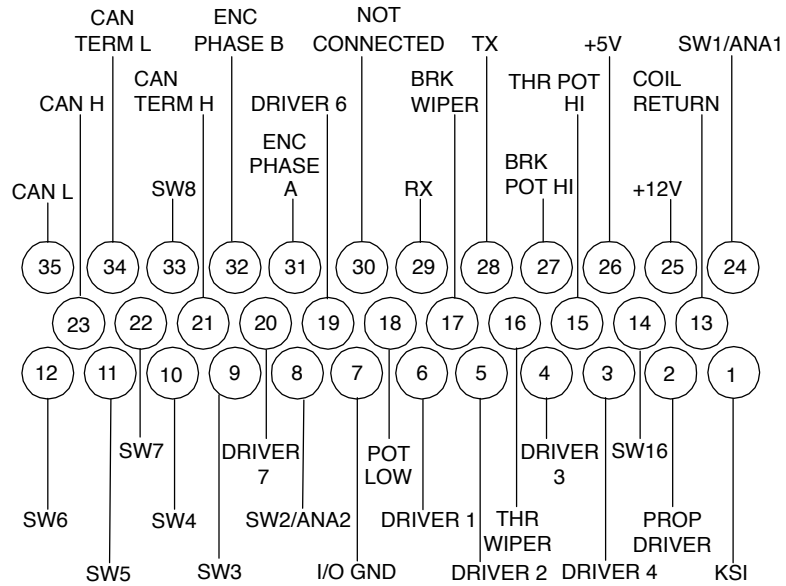 CAN
TERM L
ENC
PHASE B
NOT
CONNECTED
TX
+5V
SW1/ANA1
CAN H
CAN
TERM H
DRIVER 6
BRK
WIPER
THR POT
HI
COIL
RETURN
CAN L
SW8
ENC
PHASE
A
RX
BRK
POT HI
+12V
35 34 33 32 31 30 29 28 27 26 25 24
23 22 21 20 19 18 17 16 15 14 13
12 11 10 9 8 7 6 5 4 3 2 1
SW7
DRIVER
7
POT
LOW
DRIVER
3
SW16
SW6
SW4
SW2/ANA2
DRIVER 1
THR
WIPER
PROP
DRIVER
SW5
SW3
I/O GND
DRIVER 2
DRIVER 4
KSI